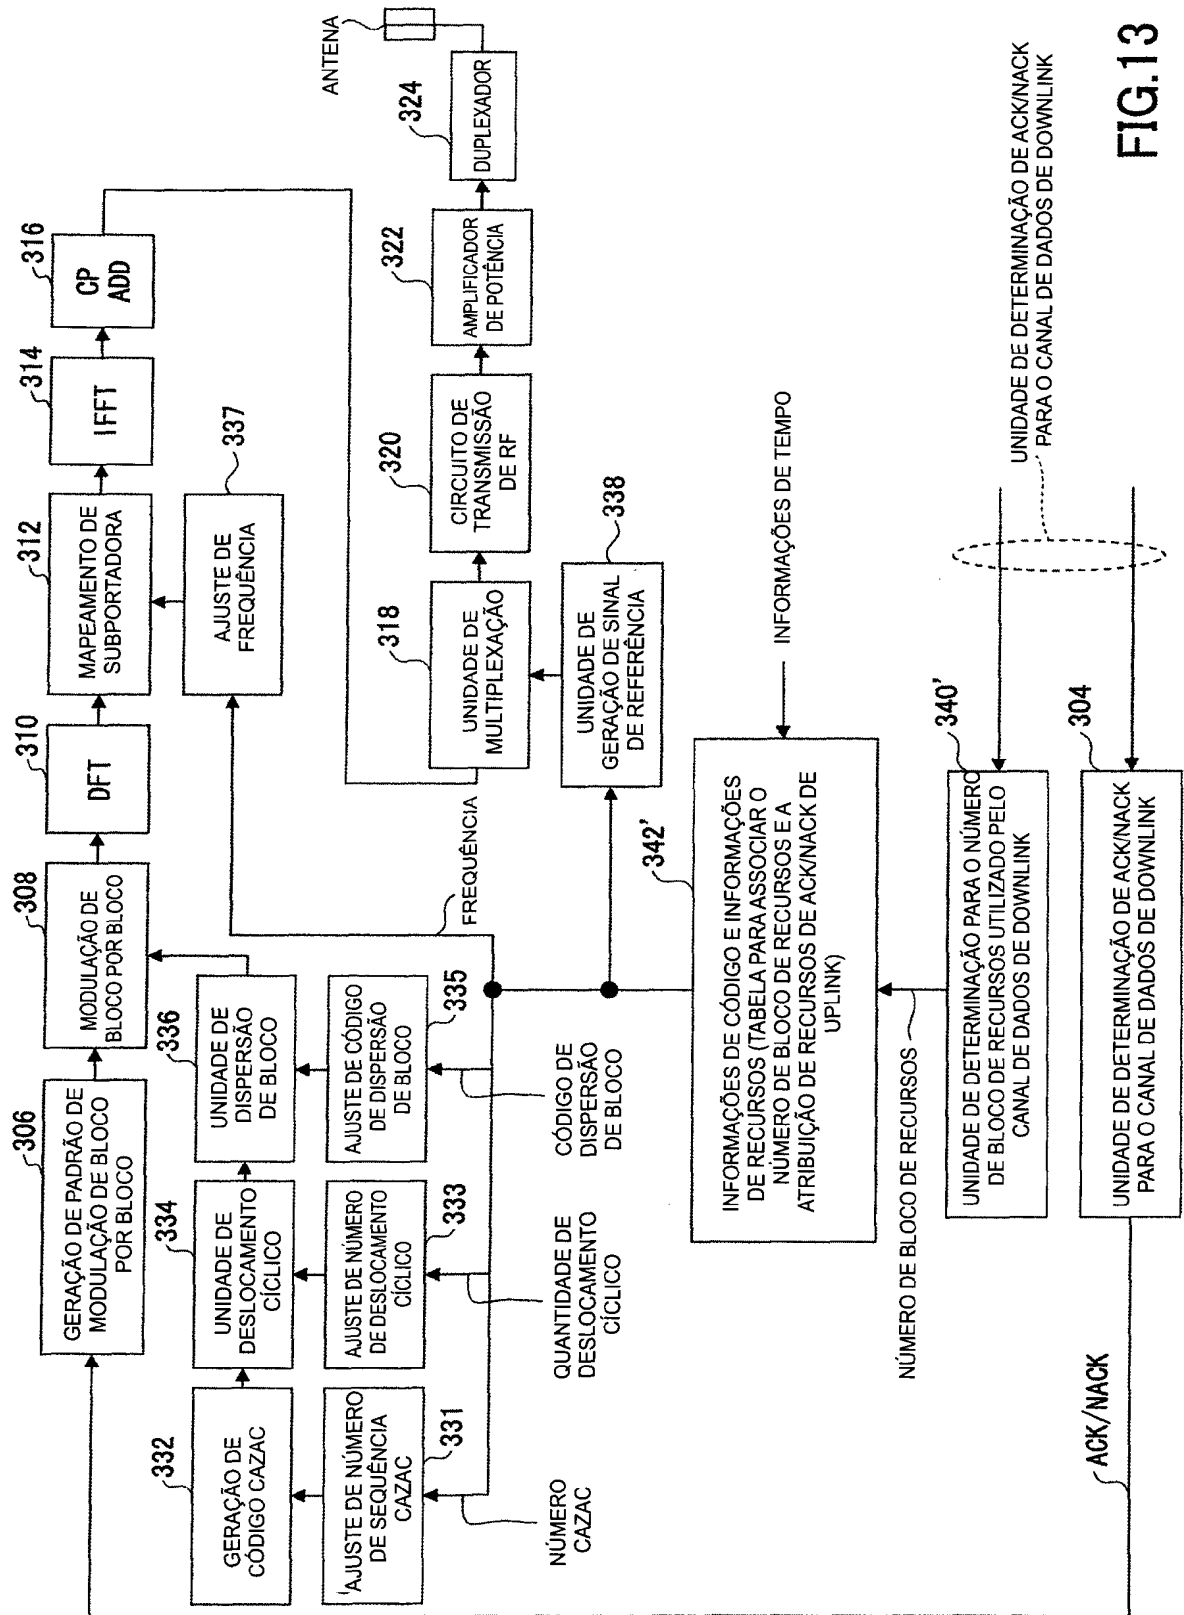 306
GERAÇÃO DE PADRÃO DE
MODULAÇÃO DE BLOCO
POR BLOCO
308
MODULAÇÃO DE
BLOCO POR BLOCO
310
DFT
312
MAPEAMENTO DE
SUBPORTADORA
314
IFFT
316
CP
ADD
332
GERAÇÃO DE
CÓDIGO CAZAC
334
UNIDADE DE
DESLOCAMENTO
CÍCLICO
336
UNIDADE DE
DISPERSÃO
DE BLOCO
337
AJUSTE DE
FREQUÊNCIA
331
AJUSTE DE NÚMERO
DE SEQUÊNCIA
CAZAC
333
AJUSTE DE NÚMERO
DE DESLOCAMENTO
CÍCLICO
335
AJUSTE DE CÓDIGO
DE DISPERSÃO
DE BLOCO
FREQUÊNCIA
318
UNIDADE DE
MULTIPLEXAÇÃO
320
CIRCUITO DE
TRANSMISSÃO
DE RF
322
AMPLIFICADOR
DE POTÊNCIA
324
DUPLEXADOR
ANTENA
NÚMERO
CAZAC
QUANTIDADE DE
DESLOCAMENTO
CÍCLICO
CÓDIGO DE
DISPERSÃO
DE BLOCO
338
UNIDADE DE
GERAÇÃO DE SINAL
DE REFERÊNCIA
342'
INFORMAÇÕES DE CÓDIGO E INFORMAÇÕES
DE RECURSOS (TABELA PARA ASSOCIAR O
NÚMERO DE BLOCO DE RECURSOS E A
ATRIBUIÇÃO DE RECURSOS DE ACK/NACK DE
UPLINK)
INFORMAÇÕES DE TEMPO
NÚMERO DE BLOCO DE RECURSOS
340'
UNIDADE DE DETERMINAÇÃO PARA O NÚMERO
DE BLOCO DE RECURSOS UTILIZADO PELO
CANAL DE DADOS DE DOWNLINK
304
UNIDADE DE DETERMINAÇÃO DE ACK/NACK
PARA O CANAL DE DADOS DE DOWNLINK
UNIDADE DE DETERMINAÇÃO DE ACK/NACK
PARA O CANAL DE DADOS DE DOWNLINK
ACK/NACK
FIG.13